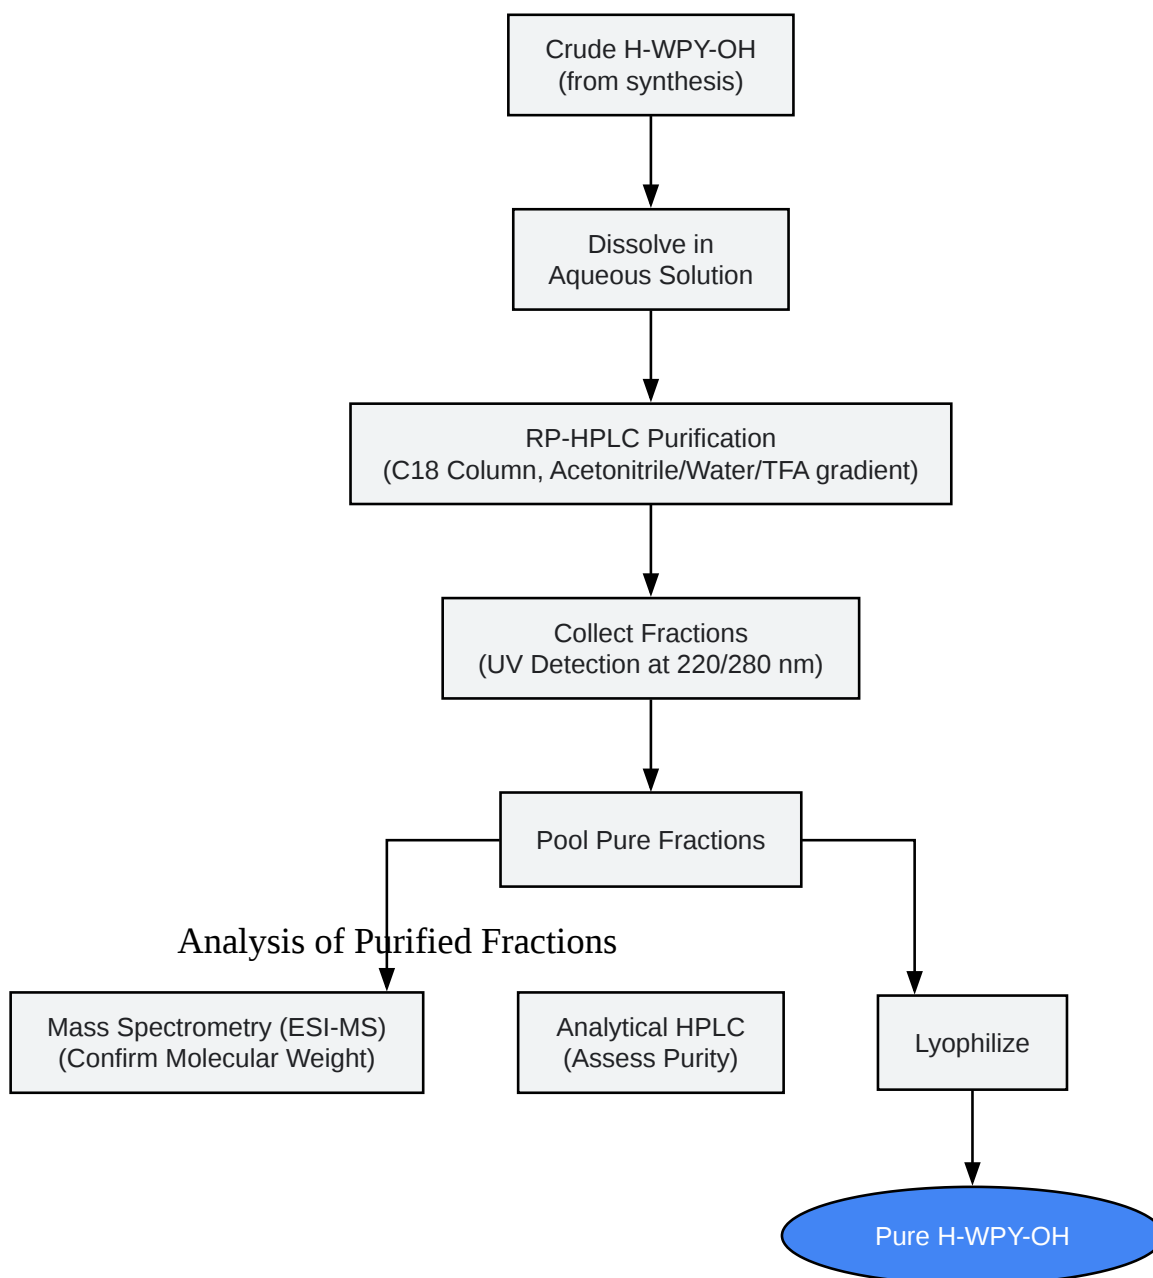 Crude H-WPY-OH
(from synthesis)
Dissolve in
Aqueous Solution
RP-HPLC Purification
(C18 Column, Acetonitrile/Water/TFA gradient)
Collect Fractions
(UV Detection at 220/280 nm)
Pool Pure Fractions
Analysis of Purified Fractions
Mass Spectrometry (ESI-MS)
(Confirm Molecular Weight)
Analytical HPLC
(Assess Purity)
Lyophilize
Pure H-WPY-OH